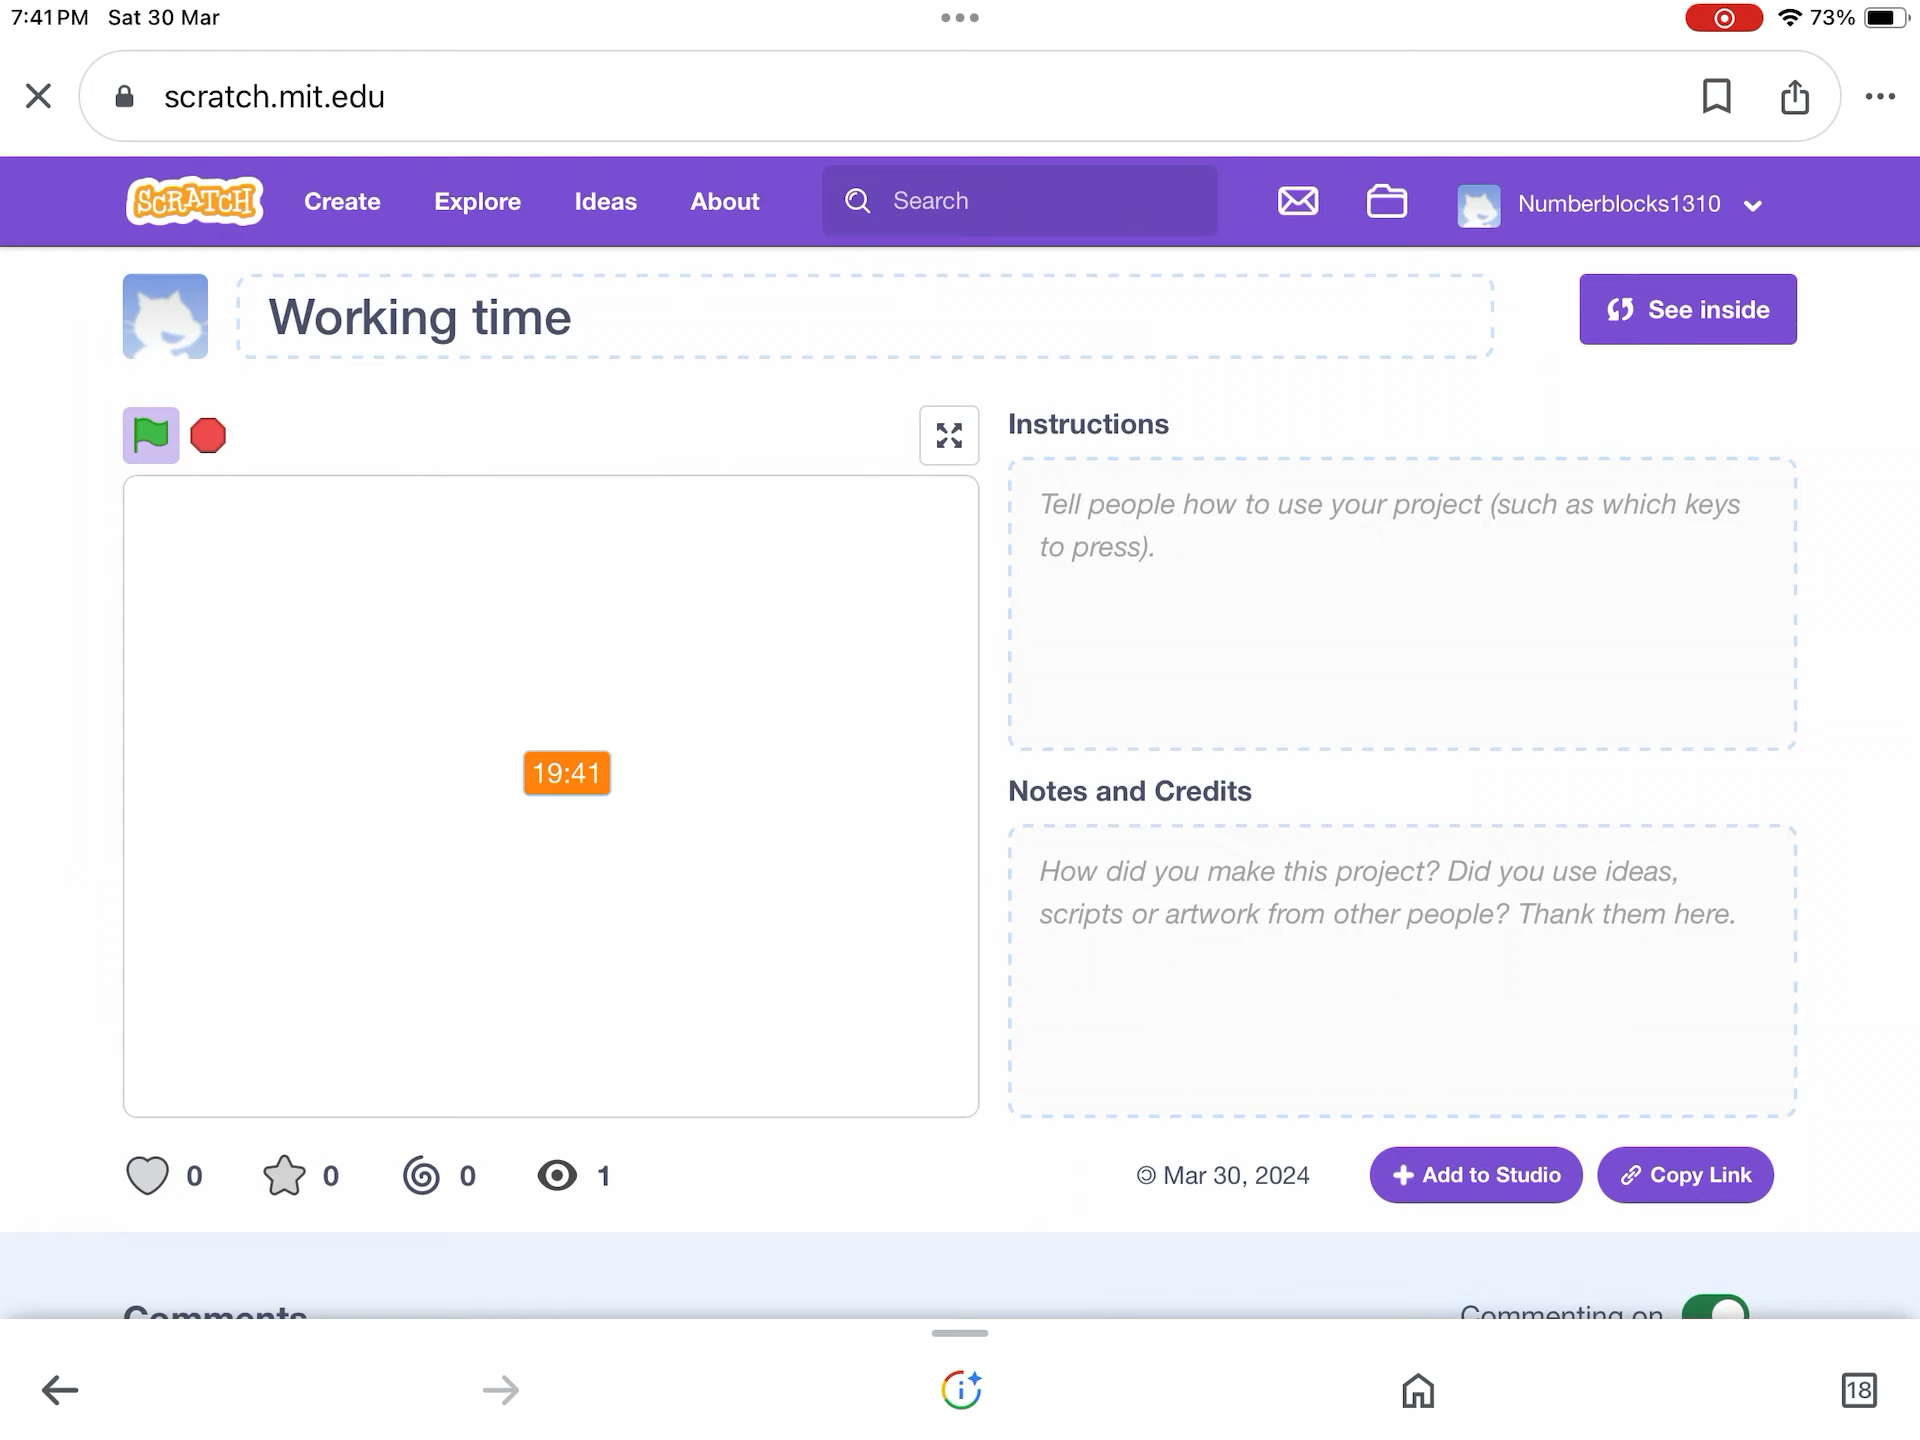 7:41 PM Sat 30 Mar
73%
scratch.mit.edu
SCRATCH
Create
Explore
Ideas
About
Search
Numberblocks1310
Working time
See inside
Instructions
Tell people how to use your project (such as which keys
to press).
19:41
Notes and Credits
How did you make this project? Did you use ideas,
scripts or artwork from other people? Thank them here.
0
0
0
1
© Mar 30, 2024
Add to Studio
Copy Link
Comments
Commenting on
18